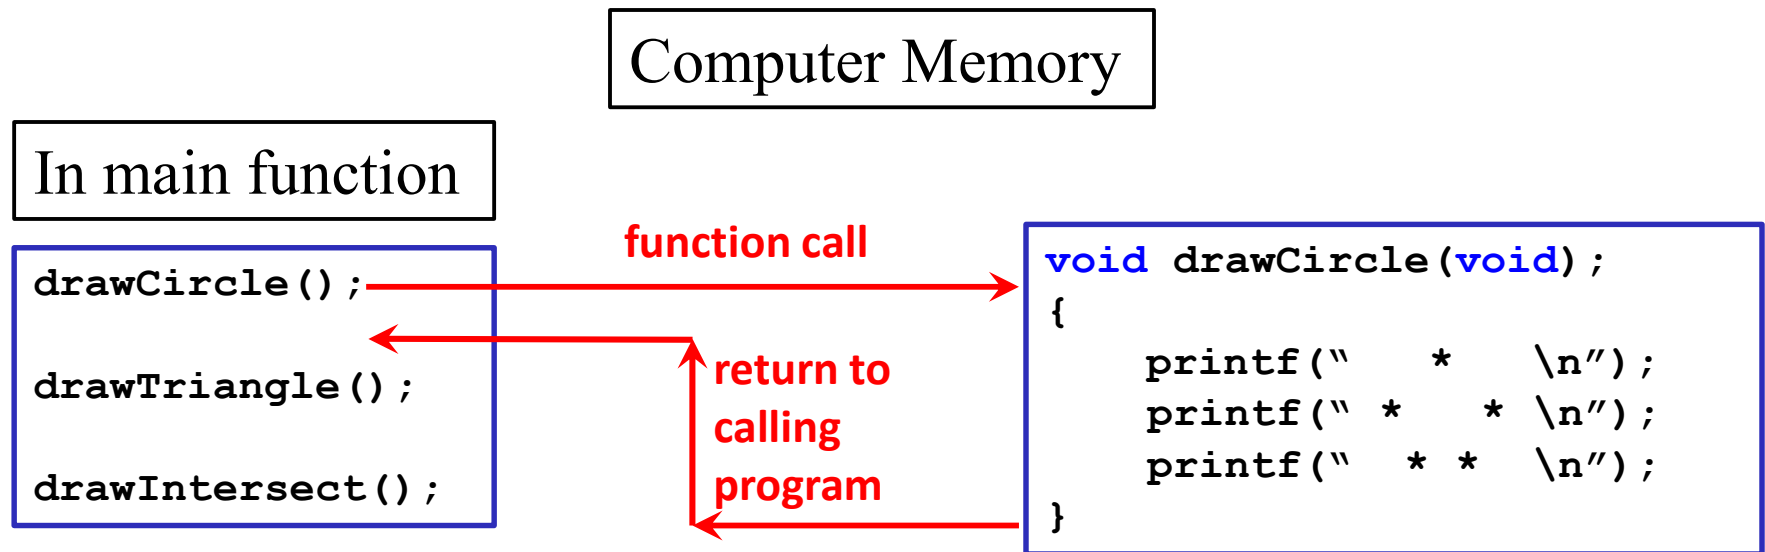 Computer Memory
In main function
drawCircle();
drawTriangle();
drawIntersect();
function call
return to
calling
program
void drawCircle(void);
{
    printf(“   *   \n”);
    printf(“ *   * \n”);
    printf(“  * *  \n”);
}